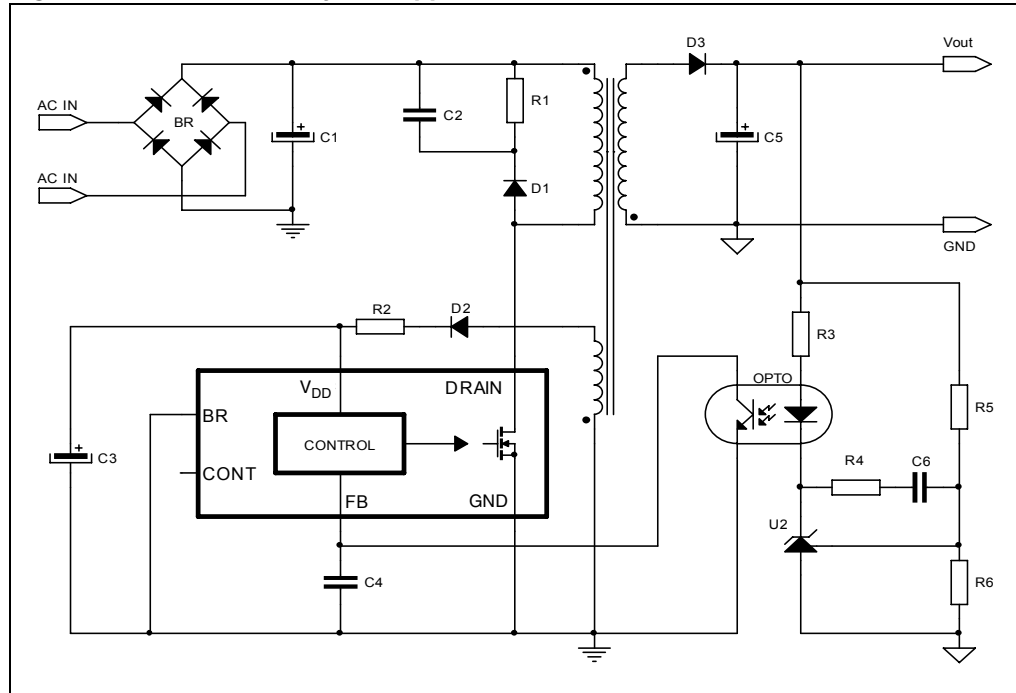 D3
Vout
AC IN
BR
R1
C2
C1
C5
AC IN
D1
GND
R2
D2
R3
VDD
DRAIN
OPTO
BR
R5
CONTROL
C3
CONT
R4
C6
FB
GND
U2
C4
R6